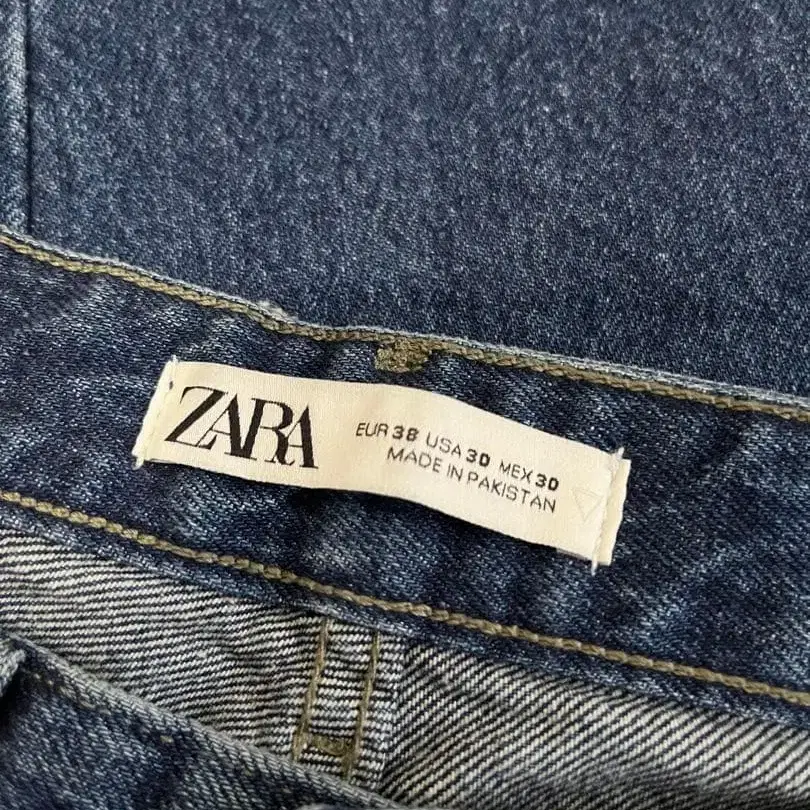 ZARA
EUR 38 USA 30 MEX 30
MADE IN PAKISTAN